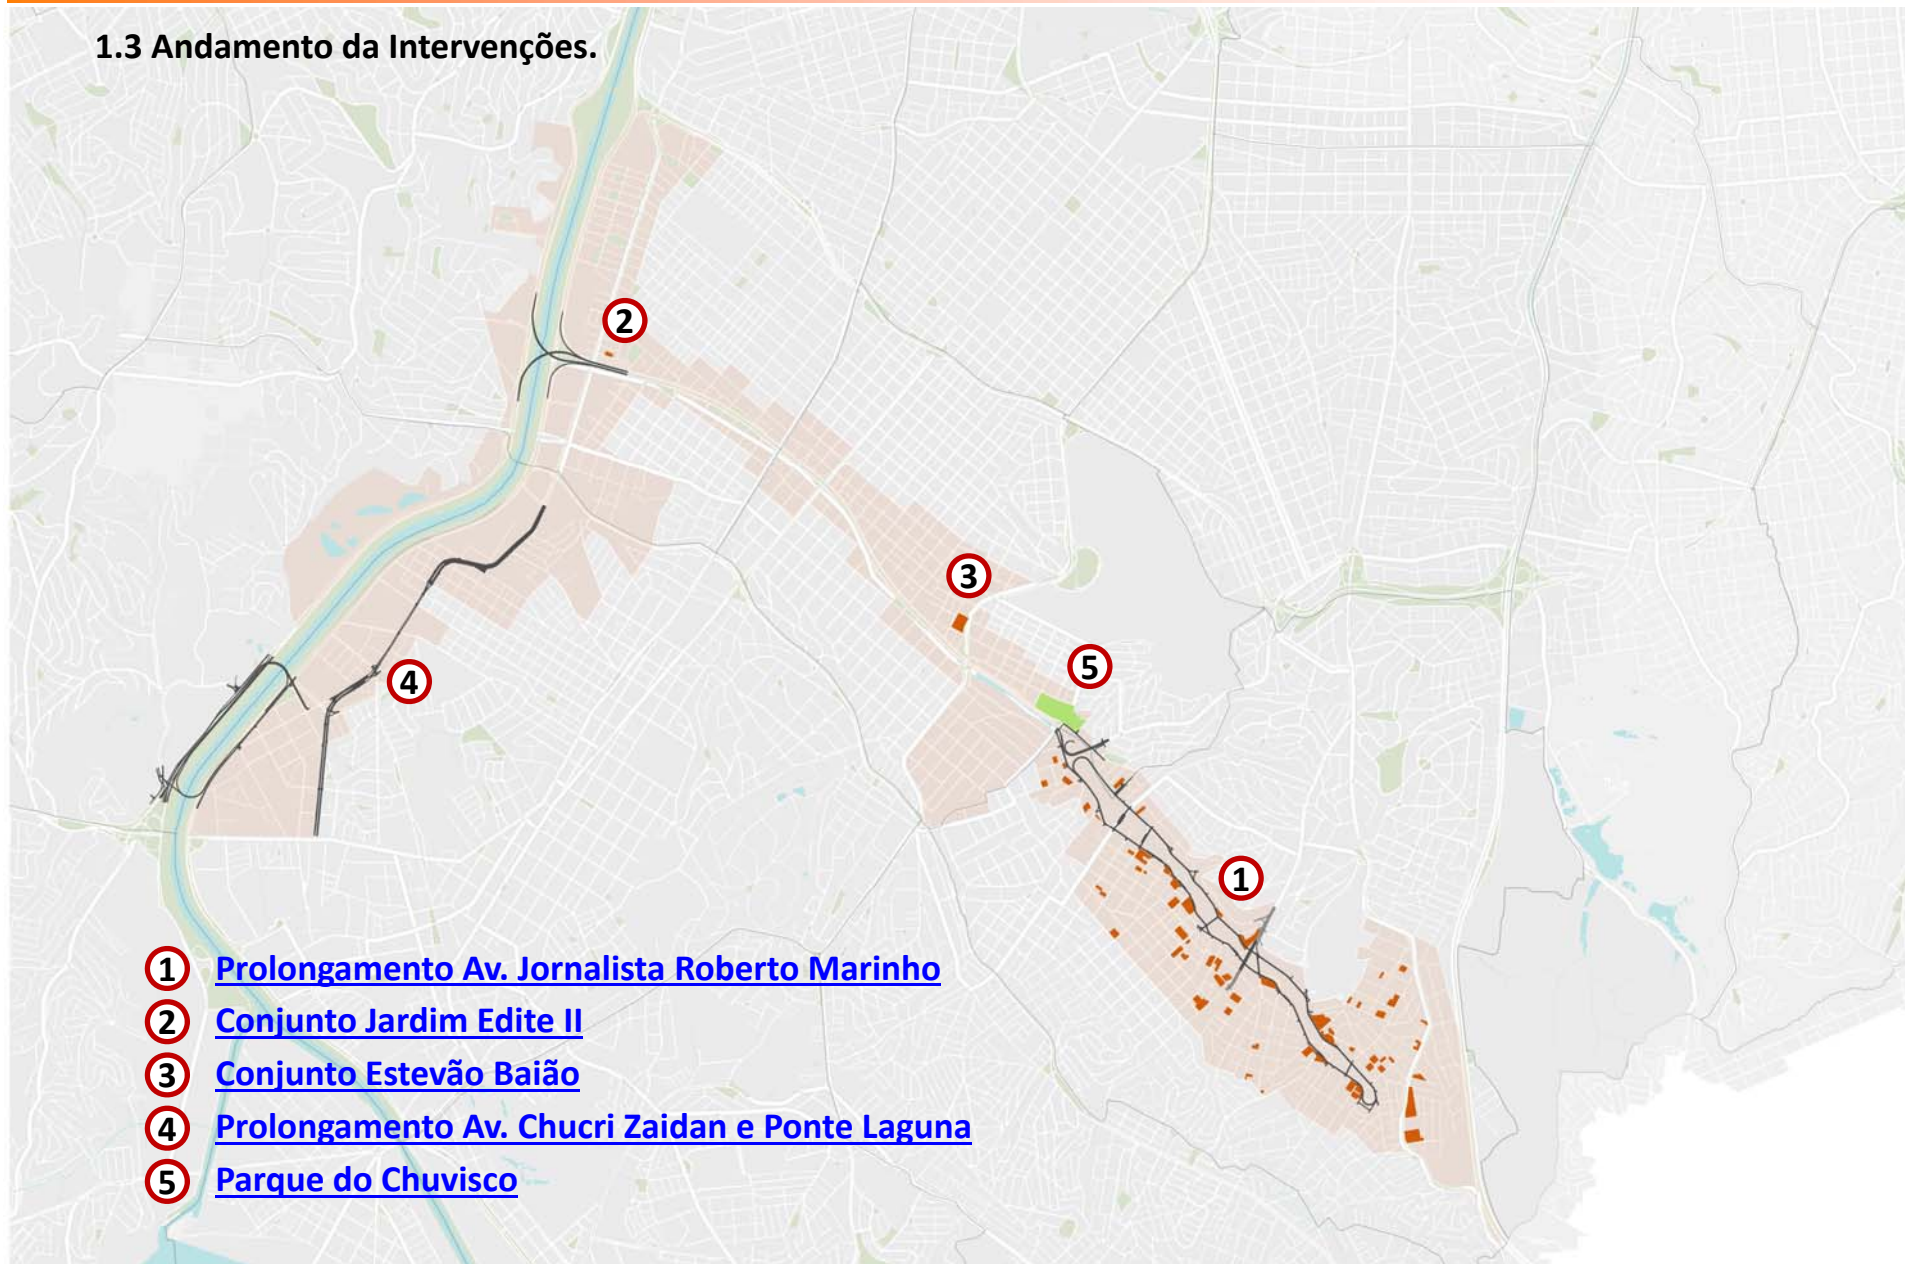 1.3 Andamento da Intervenções.
2
3
5
4
1
1 Prolongamento Av. Jornalista Roberto Marinho
2 Conjunto Jardim Edite II
3 Conjunto Estevão Baião
4 Prolongamento Av. Chucri Zaidan e Ponte Laguna
5 Parque do Chuvisco